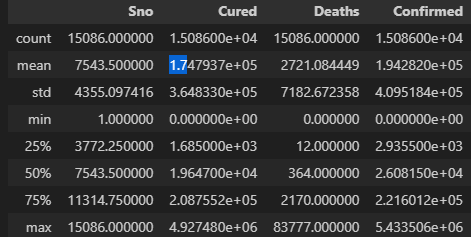 Sno Cured Deaths Confirmed
count 15086.000000 1.508600e+04 15086.000000 1.508600e+04
mean 7543.500000 1.747937e+05 2721.084449 1.942820e+05
std 4355.097416 3.648330e+05 7182.672358 4.095184e+05
min 1.000000 0.000000e+00 0.000000 0.000000e+00
25% 3772.250000 1.685000e+03 12.000000 2.935500e+03
50% 7543.500000 1.964700e+04 364.000000 2.608150e+04
75% 11314.750000 2.087552e+05 2170.000000 2.216012e+05
max 15086.000000 4.927480e+06 83777.000000 5.433506e+06